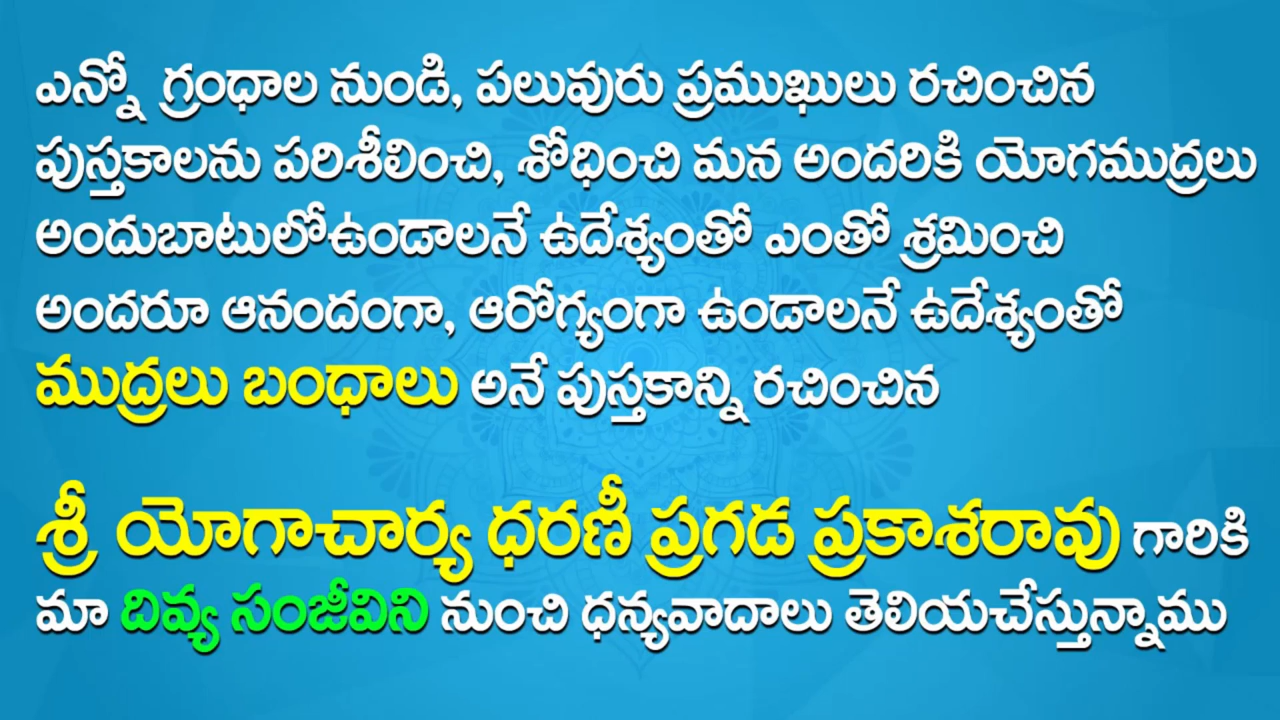 ఎన్నో గ్రంధాల నుండి, పలువురు ప్రముఖులు రచించిన
పుస్తకాలను పరిశీలించి, శోధించి మన అందరికి యోగముద్రలు
అందుబాటులోఉండాలనే ఉదేశ్యంతో ఎంతో శ్రమించి
అందరూ ఆనందంగా, ఆరోగ్యంగా ఉండాలనే ఉదేశ్యంతో
ముద్రలు బంధాలు అనే పుస్తకాన్ని రచించిన
శ్రీ యోగాచార్య ధరణీ ప్రగడ ప్రకాశరావు గారికి
మా దివ్య సంజీవిని నుంచి ధన్యవాదాలు తెలియచేస్తున్నాము